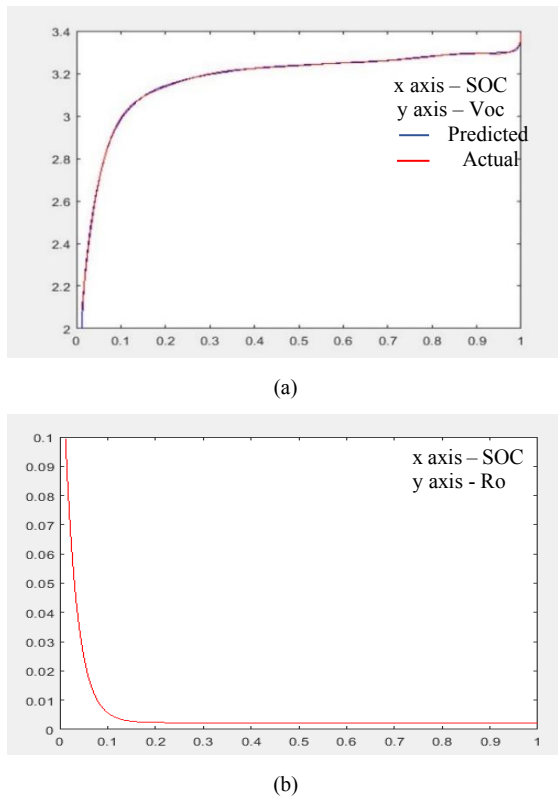 3.4
3.2
3
2.8
2.6
2.4
2.2
2
x axis – SOC
y axis – Voc
Predicted
Actual
0 0.1 0.2 0.3 0.4 0.5 0.6 0.7 0.8 0.9 1
(a)
0.1
0.09
0.08
0.07
0.06
0.05
0.04
0.03
0.02
0.01
0
x axis – SOC
y axis - Ro
0 0.1 0.2 0.3 0.4 0.5 0.6 0.7 0.8 0.9 1
(b)